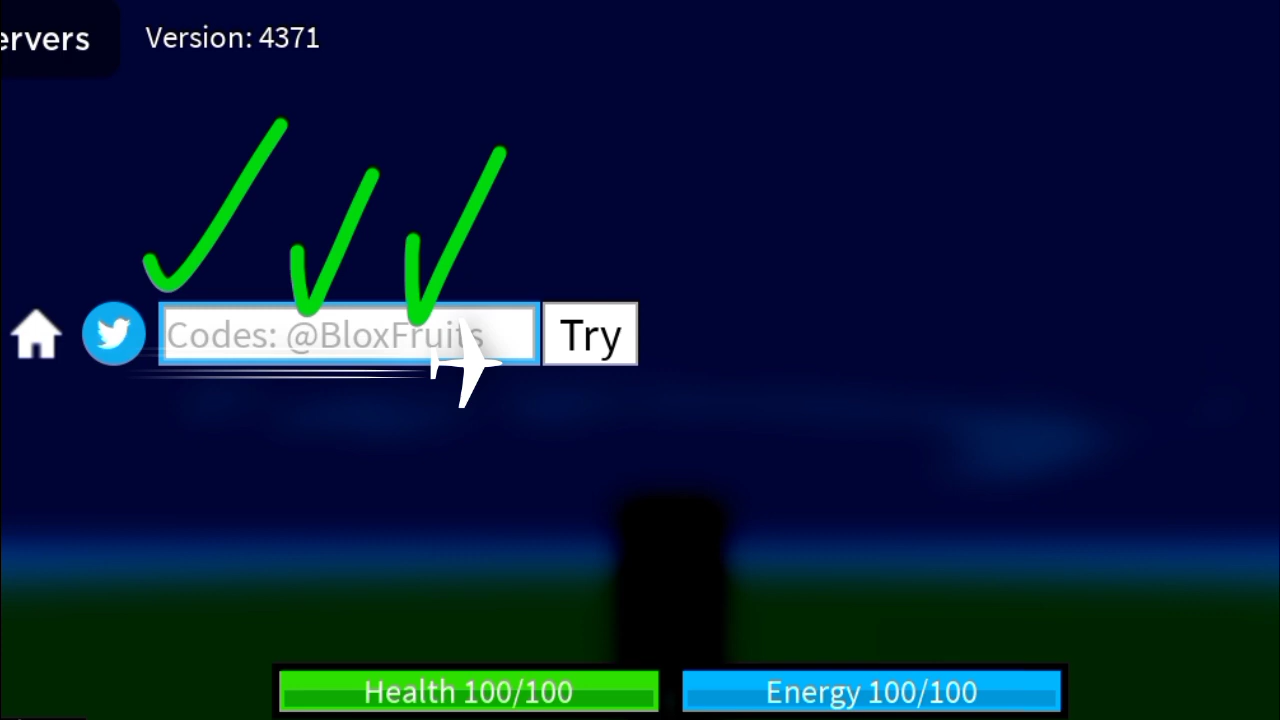 ervers
Version: 4371
Codes: @BloxFruits
Try
Health 100/100
Energy 100/100